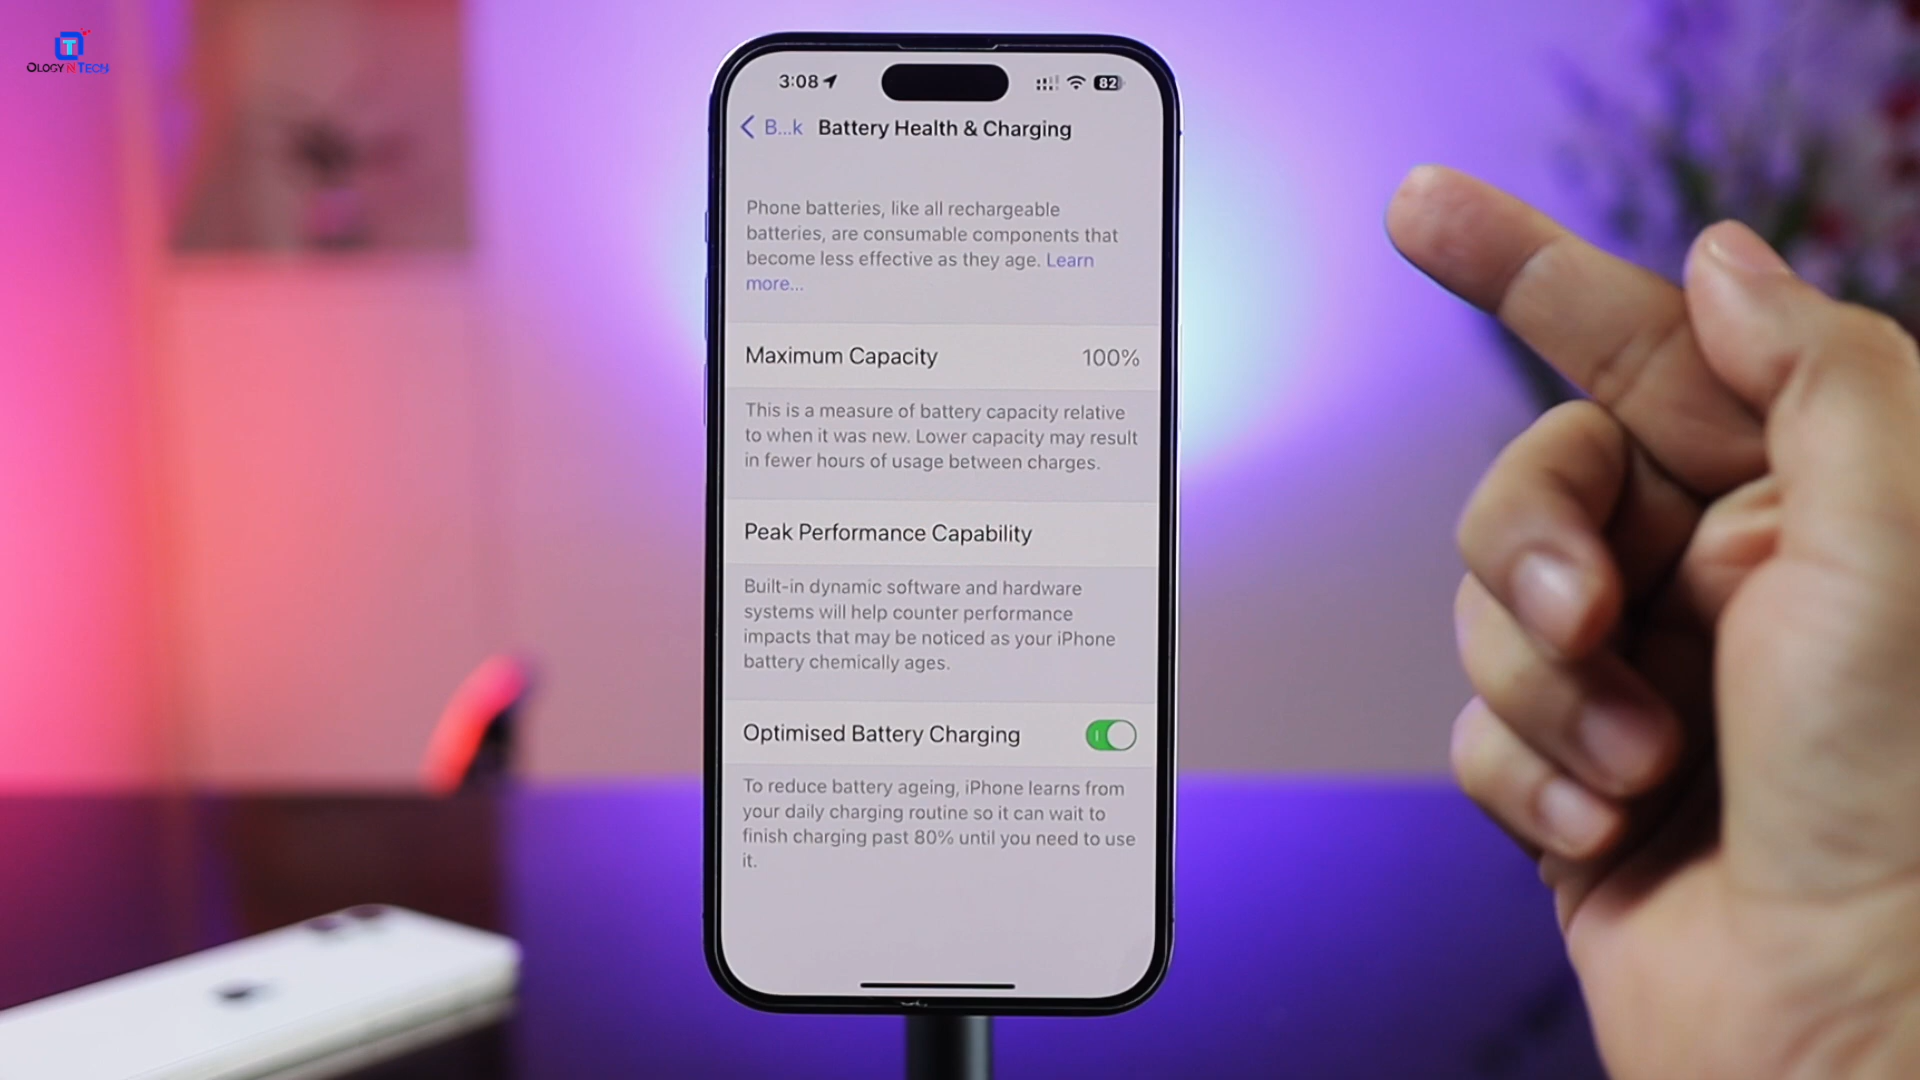 T
OLOGY N TECH
3:08
82
B...k Battery Health & Charging
Phone batteries, like all rechargeable
batteries, are consumable components that
become less effective as they age. Learn
more...
Maximum Capacity 100%
This is a measure of battery capacity relative
to when it was new. Lower capacity may result
in fewer hours of usage between charges.
Peak Performance Capability
Built-in dynamic software and hardware
systems will help counter performance
impacts that may be noticed as your iPhone
battery chemically ages.
Optimised Battery Charging
To reduce battery ageing, iPhone learns from
your daily charging routine so it can wait to
finish charging past 80% until you need to use
it.